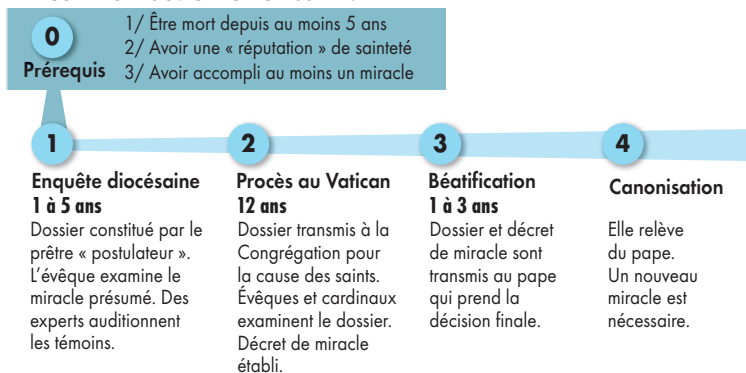 0
Prérequis
1/ Être mort depuis au moins 5 ans
2/ Avoir une « réputation » de sainteté
3/ Avoir accompli au moins un miracle
1
Enquête diocésaine
1 à 5 ans
Dossier constitué par le
prêtre « postulateur ».
L’évêque examine le
miracle présumé. Des
experts auditionnent
les témoins.
2
Procès au Vatican
12 ans
Dossier transmis à la
Congrégation pour
la cause des saints.
Évêques et cardinaux
examinent le dossier.
Décret de miracle
établi.
3
Béatification
1 à 3 ans
Dossier et décret
de miracle sont
transmis au pape
qui prend la
décision finale.
4
Canonisation
Elle relève
du pape.
Un nouveau
miracle est
nécessaire.